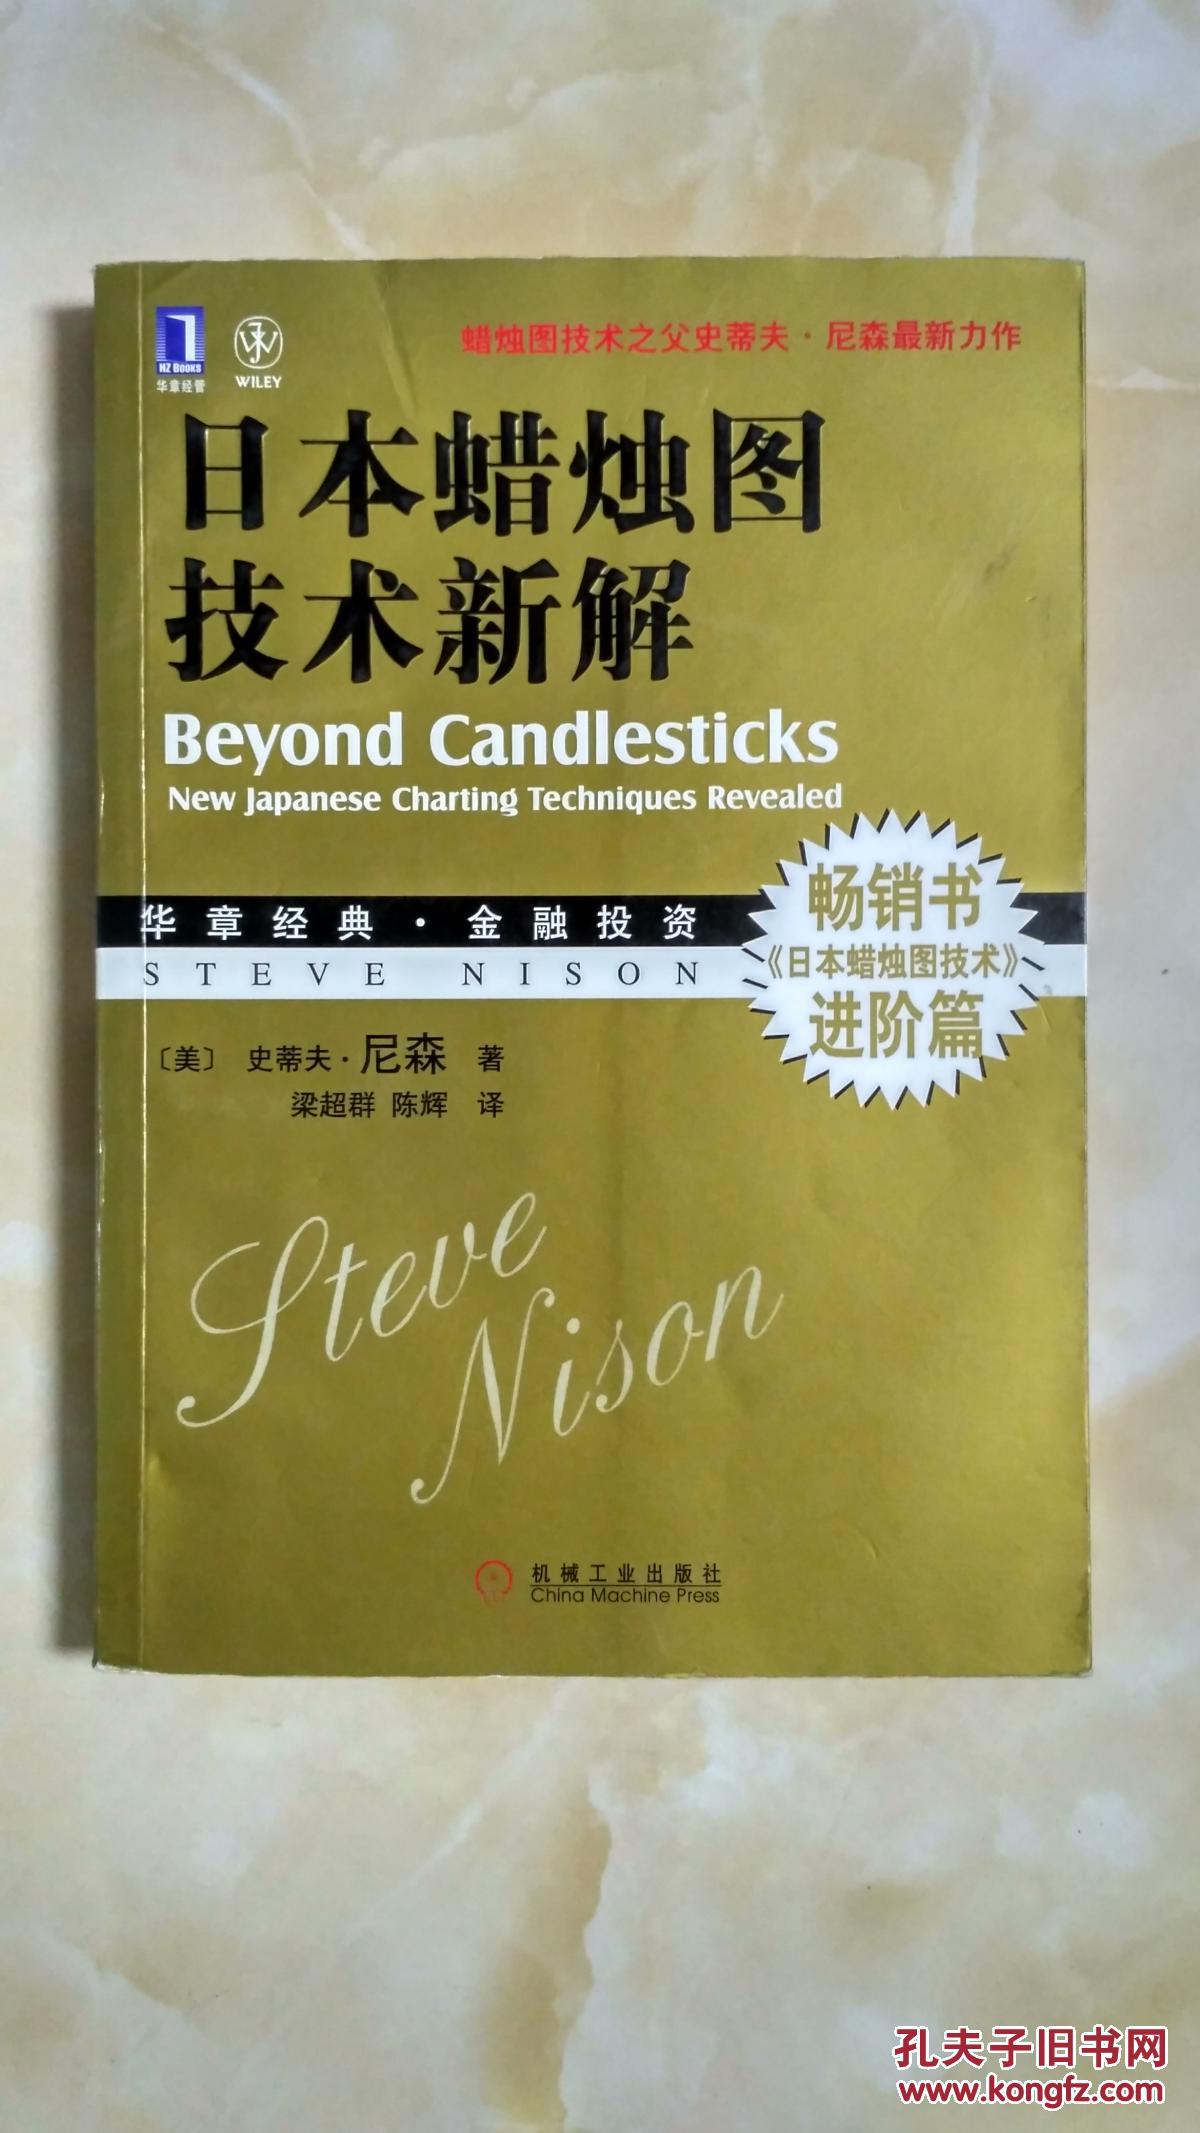 HZ BOOKS
华章经管
WILEY
蜡烛图技术之父史蒂夫·尼森最新力作
日本蜡烛图
技术新解
Beyond Candlesticks
New Japanese Charting Techniques Revealed
华章经典·金融投资
STEVE NISON
畅销书
《日本蜡烛图技术》
进阶篇
〔美〕 史蒂夫·尼森 著
梁超群 陈辉 译
Steve
Nison
机械工业出版社
China Machine Press
孔夫子旧书网
www.kongfz.com